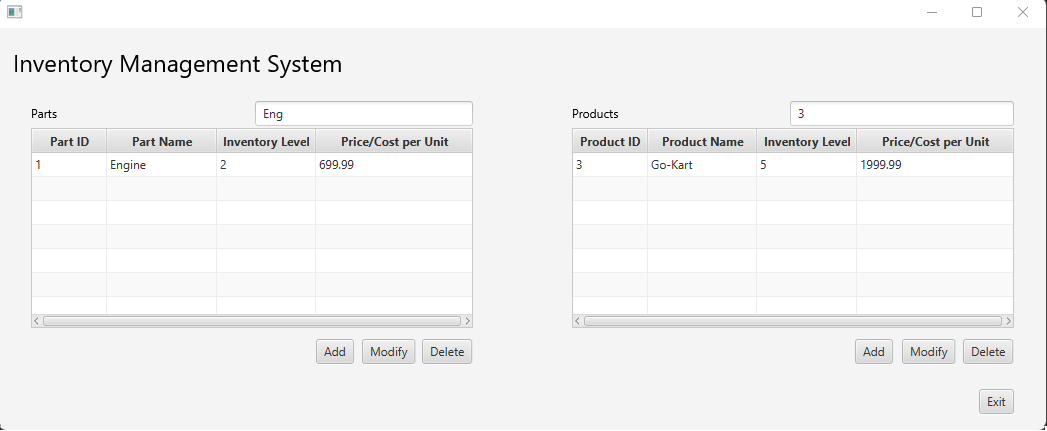 Inventory Management System
Parts
Eng
Part ID Part Name Inventory Level Price/Cost per Unit
1 Engine 2 699.99
Add Modify Delete
Products
3
Product ID Product Name Inventory Level Price/Cost per Unit
3 Go-Kart 5 1999.99
Add Modify Delete
Exit